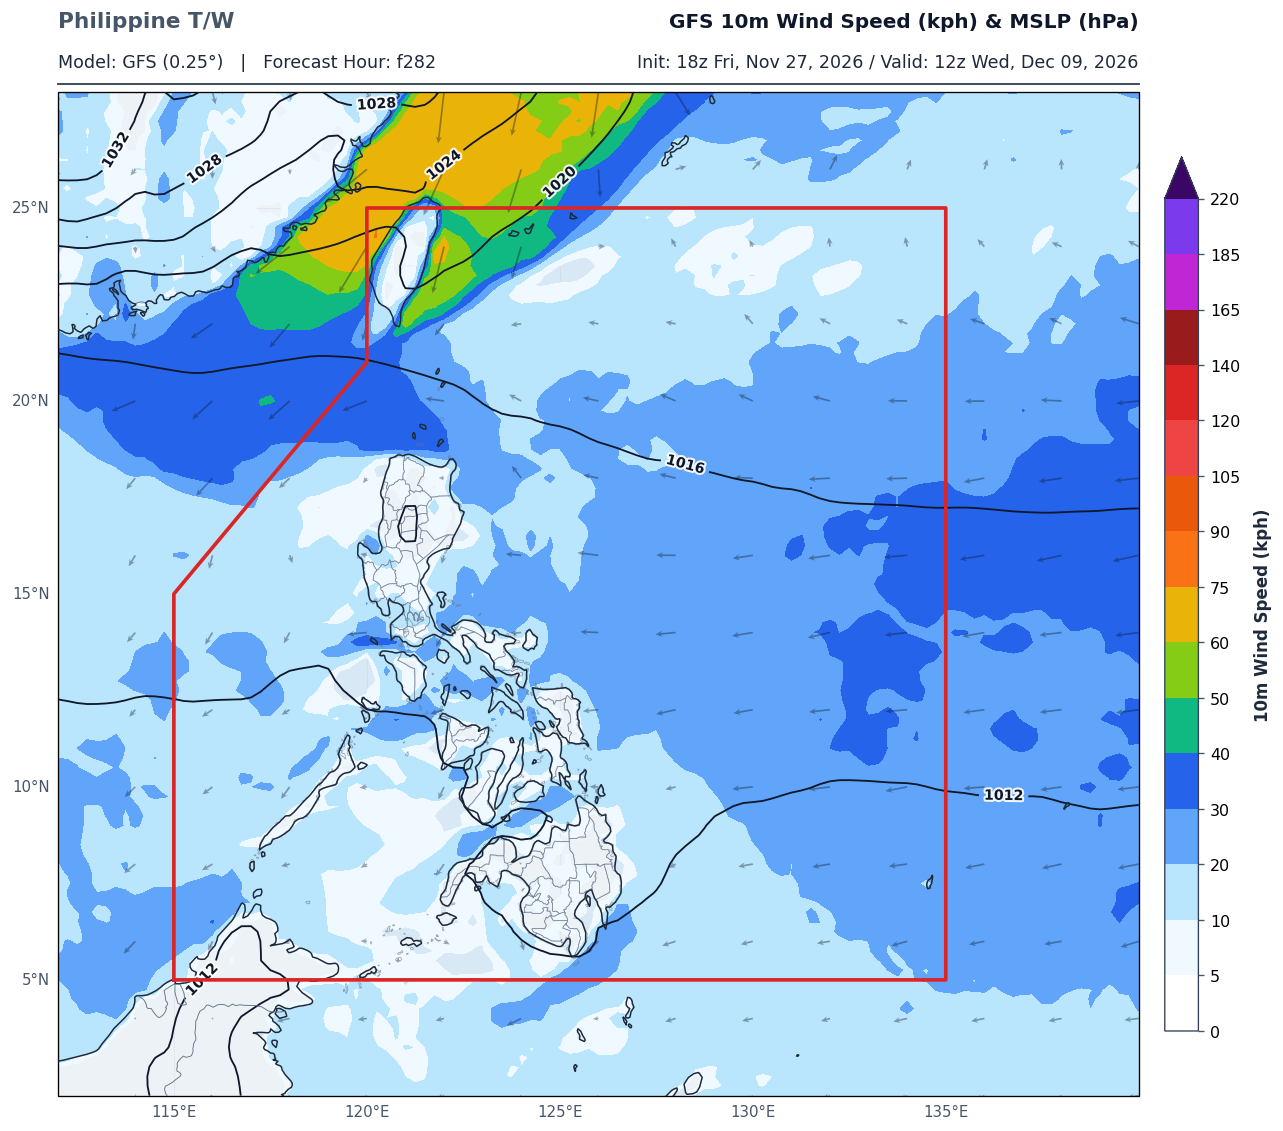 Philippine T/W
GFS 10m Wind Speed (kph) & MSLP (hPa)
Model: GFS (0.25°) | Forecast Hour: f282
Init: 18z Fri, Nov 27, 2026 / Valid: 12z Wed, Dec 09, 2026
1032
1028
1028
1024
1020
1016
1012
1012
25°N
20°N
15°N
10°N
5°N
115°E
120°E
125°E
130°E
135°E
220
185
165
140
120
105
90
75
60
50
40
30
20
10
5
0
10m Wind Speed (kph)